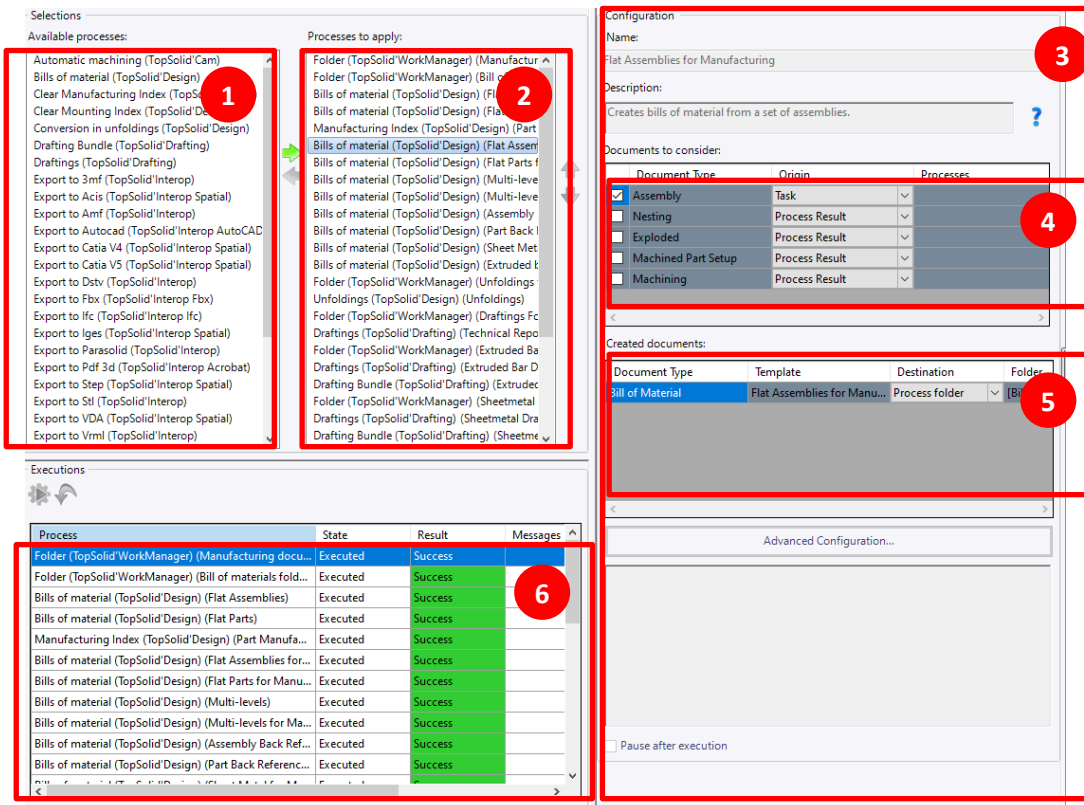 Selections
Available processes:
Automatic machining (TopSolid'Cam)
Bills of material (TopSolid'Design)
Clear Manufacturing Index (TopSo
Clear Mounting Index (TopSolid'De
Conversion in unfoldings (TopSolid'Design)
Drafting Bundle (TopSolid'Drafting)
Draftings (TopSolid'Drafting)
Export to 3mf (TopSolid'Interop)
Export to Acis (TopSolid'Interop Spatial)
Export to Amf (TopSolid'Interop)
Export to Autocad (TopSolid'Interop AutoCAD
Export to Catia V4 (TopSolid'Interop Spatial)
Export to Catia V5 (TopSolid'Interop Spatial)
Export to Dstv (TopSolid'Interop)
Export to Fbx (TopSolid'Interop Fbx)
Export to Ifc (TopSolid'Interop Ifc)
Export to Iges (TopSolid'Interop Spatial)
Export to Parasolid (TopSolid'Interop)
Export to Pdf 3d (TopSolid'Interop Acrobat)
Export to Step (TopSolid'Interop Spatial)
Export to Stl (TopSolid'Interop)
Export to VDA (TopSolid'Interop Spatial)
Export to Vrml (TopSolid'Interop)
1
Processes to apply:
Folder (TopSolid'WorkManager) (Manufactur
Folder (TopSolid'WorkManager) (Bill o
Bills of material (TopSolid'Design) (Fl
Bills of material (TopSolid'Design) (Flat
Manufacturing Index (TopSolid'Design) (Part
Bills of material (TopSolid'Design) (Flat Assem
Bills of material (TopSolid'Design) (Flat Parts f
Bills of material (TopSolid'Design) (Multi-leve
Bills of material (TopSolid'Design) (Multi-leve
Bills of material (TopSolid'Design) (Assembly
Bills of material (TopSolid'Design) (Part Back
Bills of material (TopSolid'Design) (Sheet Met
Bills of material (TopSolid'Design) (Extruded b
Folder (TopSolid'WorkManager) (Unfoldings
Unfoldings (TopSolid'Design) (Unfoldings)
Folder (TopSolid'WorkManager) (Draftings Fo
Draftings (TopSolid'Drafting) (Technical Repo
Folder (TopSolid'WorkManager) (Extruded Ba
Draftings (TopSolid'Drafting) (Extruded Bar D
Drafting Bundle (TopSolid'Drafting) (Extruded
Folder (TopSolid'WorkManager) (Sheetmetal
Draftings (TopSolid'Drafting) (Sheetmetal Dra
Drafting Bundle (TopSolid'Drafting) (Sheetme
2
Configuration
Name:
Flat Assemblies for Manufacturing
3
Description:
Creates bills of material from a set of assemblies.
?
Documents to consider:
Document Type Origin Processes
Assembly Task
Nesting Process Result
Exploded Process Result
Machined Part Setup Process Result
Machining Process Result
4
Created documents:
Document Type Template Destination Folder
Bill of Material Flat Assemblies for Manu... Process folder
5
Advanced Configuration...
Pause after execution
Executions
Process State Result Messages
Folder (TopSolid'WorkManager) (Manufacturing docu... Executed Success
Folder (TopSolid'WorkManager) (Bill of materials fold... Executed Success
Bills of material (TopSolid'Design) (Flat Assemblies) Executed Success
Bills of material (TopSolid'Design) (Flat Parts) Executed Success
Manufacturing Index (TopSolid'Design) (Part Manufa... Executed Success
Bills of material (TopSolid'Design) (Flat Assemblies for... Executed Success
Bills of material (TopSolid'Design) (Flat Parts for Manu... Executed Success
Bills of material (TopSolid'Design) (Multi-levels) Executed Success
Bills of material (TopSolid'Design) (Multi-levels for Ma... Executed Success
Bills of material (TopSolid'Design) (Assembly Back Ref... Executed Success
Bills of material (TopSolid'Design) (Part Back Referenc... Executed Success
6